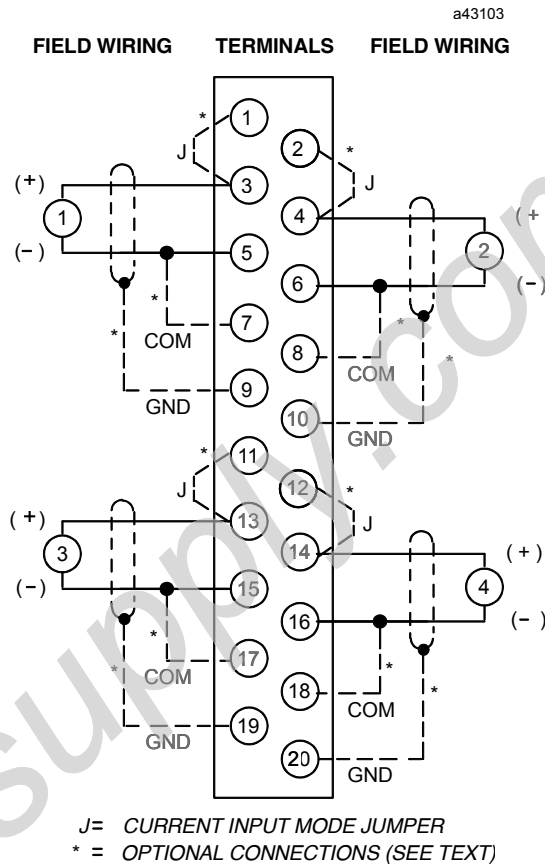 a43103
FIELD WIRING TERMINALS FIELD WIRING
1
* J
2
* J
(+) 3
1
4 (+
2
(-) 5
6 (-)
* COM 7
* 8
COM
* GND 9
* 10
GND
11
* J
12
* J
(+) 13
3
14 (+)
4
(-) 15
16 (-)
* COM 17
* 18
COM
* GND 19
* 20
GND
J= CURRENT INPUT MODE JUMPER
* = OPTIONAL CONNECTIONS (SEE TEXT)
supply.com